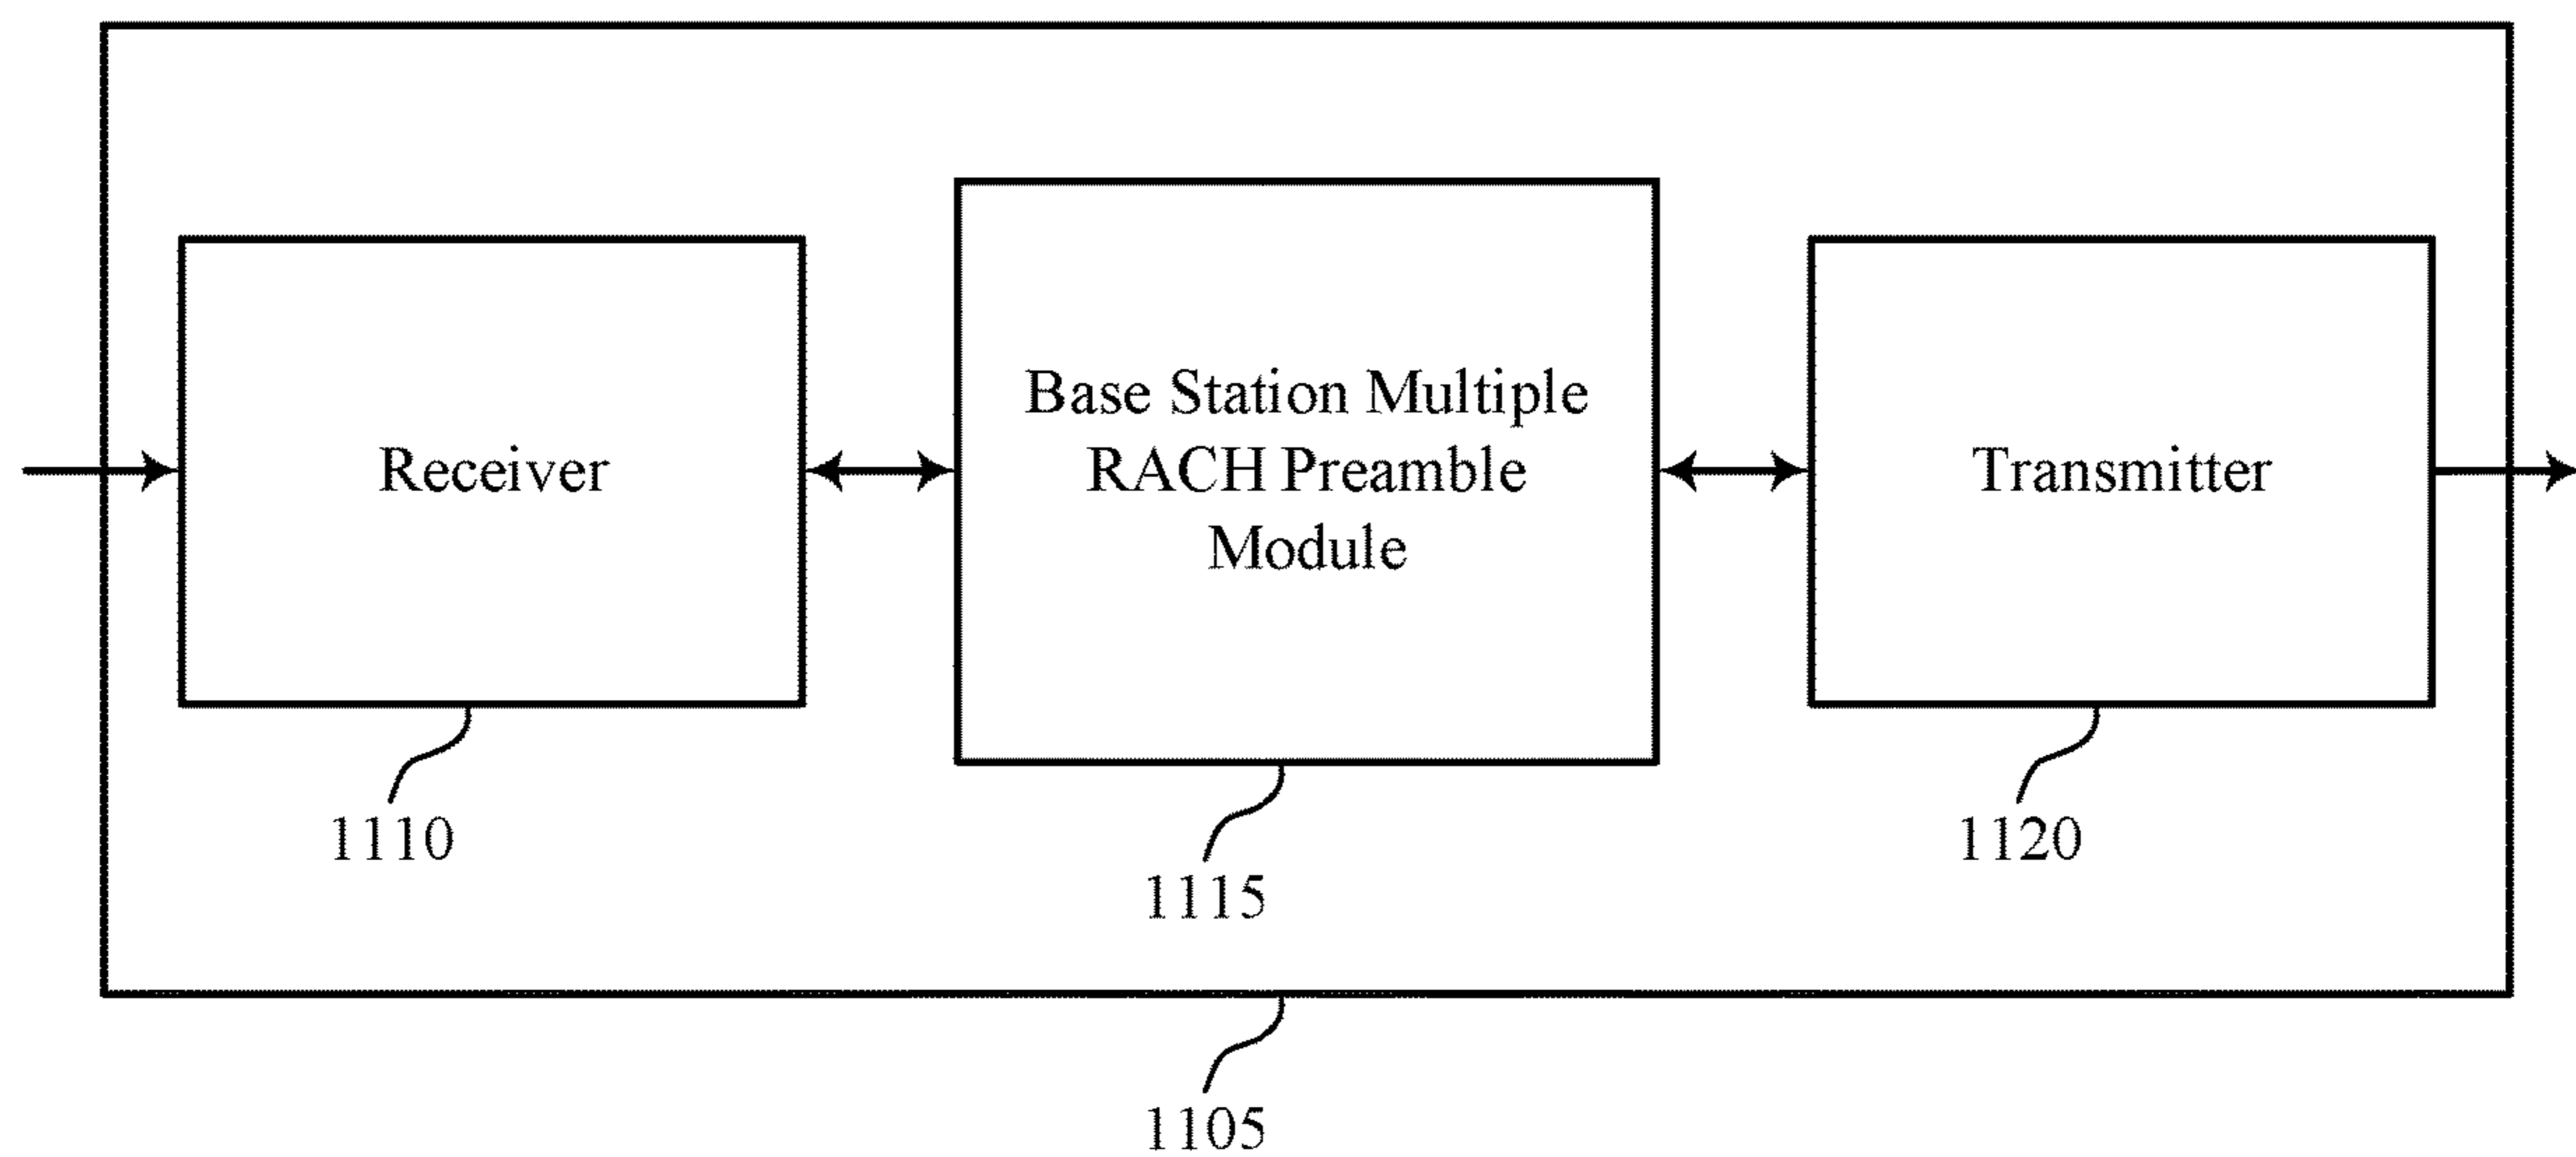 Receiver
Base Station Multiple
RACH Preamble
Module
Transmitter
1110
1115
1120
1105